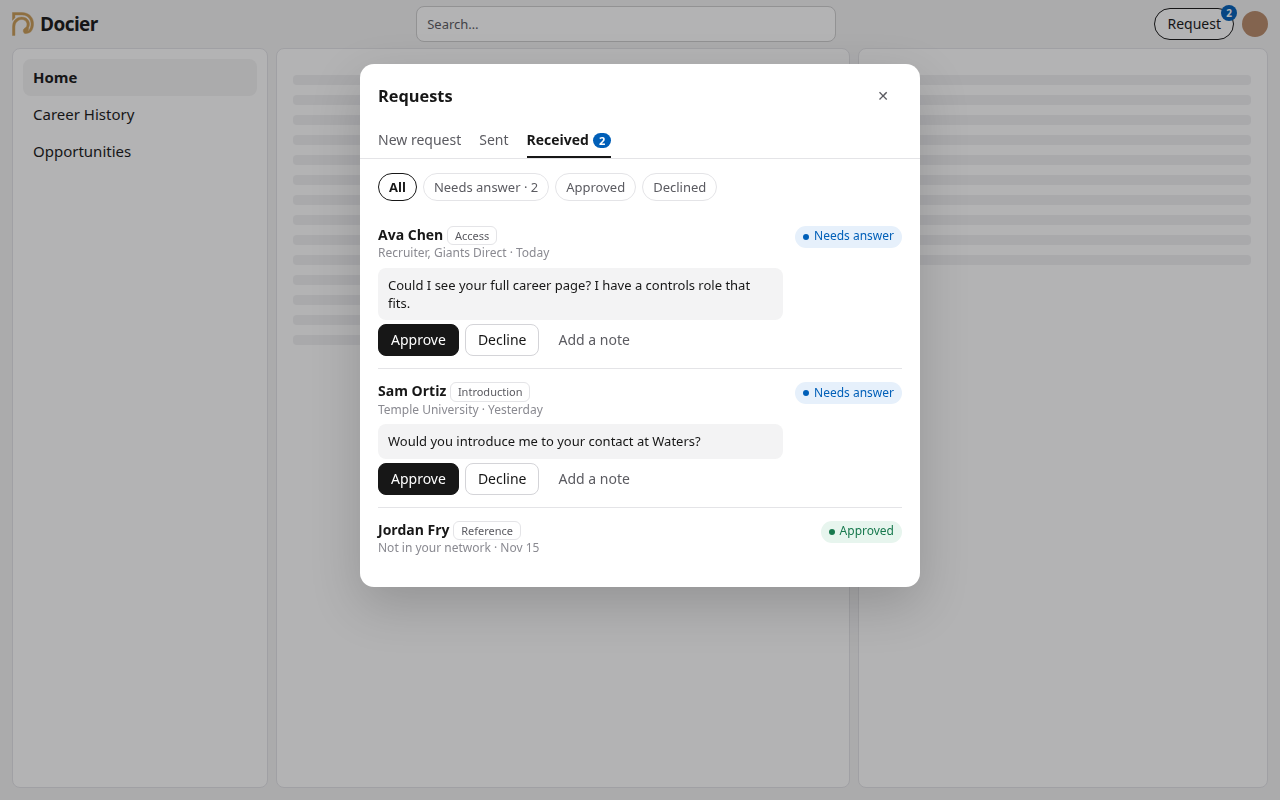 Docier
Search...
Request 2
Home
Career History
Opportunities
Requests ✕
New request Sent Received 2
All Needs answer · 2 Approved Declined
Ava Chen Access Needs answer
Recruiter, Giants Direct · Today
Could I see your full career page? I have a controls role that
fits.
Approve Decline Add a note
Sam Ortiz Introduction Needs answer
Temple University · Yesterday
Would you introduce me to your contact at Waters?
Approve Decline Add a note
Jordan Fry Reference Approved
Not in your network · Nov 15